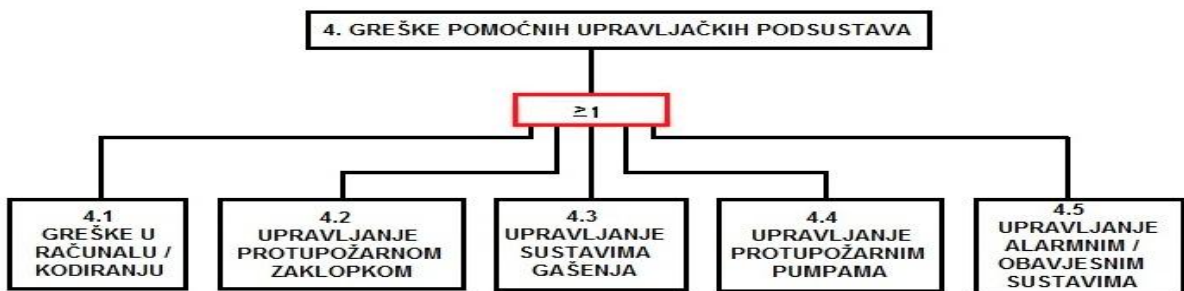 4. GREŠKE POMOĆNIH UPRAVLJAČKIH PODSUSTAVA
≥1
4.1
GREŠKE U
RAČUNALU /
KODIRANJU
4.2
UPRAVLJANJE
PROTUPOŽARNOM
ZAKLOPKOM
4.3
UPRAVLJANJE
SUSTAVIMA
GAŠENJA
4.4
UPRAVLJANJE
PROTUPOŽARNIM
PUMPAMA
4.5
UPRAVLJANJE
ALARMNIM /
OBAVJESNIM
SUSTAVIMA